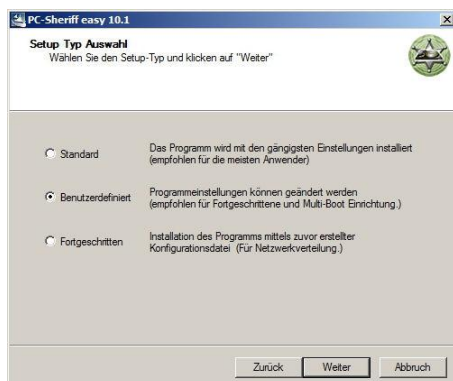 PC-Sheriff easy 10.1
Setup Typ Auswahl
Wählen Sie den Setup-Typ und klicken auf "Weiter"
Standard
Das Programm wird mit den gängigsten Einstellungen installiert
(empfohlen für die meisten Anwender)
Benutzerdefiniert
Programmeinstellungen können geändert werden
(empfohlen für Fortgeschrittene und Multi-Boot Einrichtung.)
Fortgeschritten
Installation des Programms mittels zuvor erstellter
Konfigurationsdatei (Für Netzwerkverteilung.)
Zurück
Weiter
Abbruch